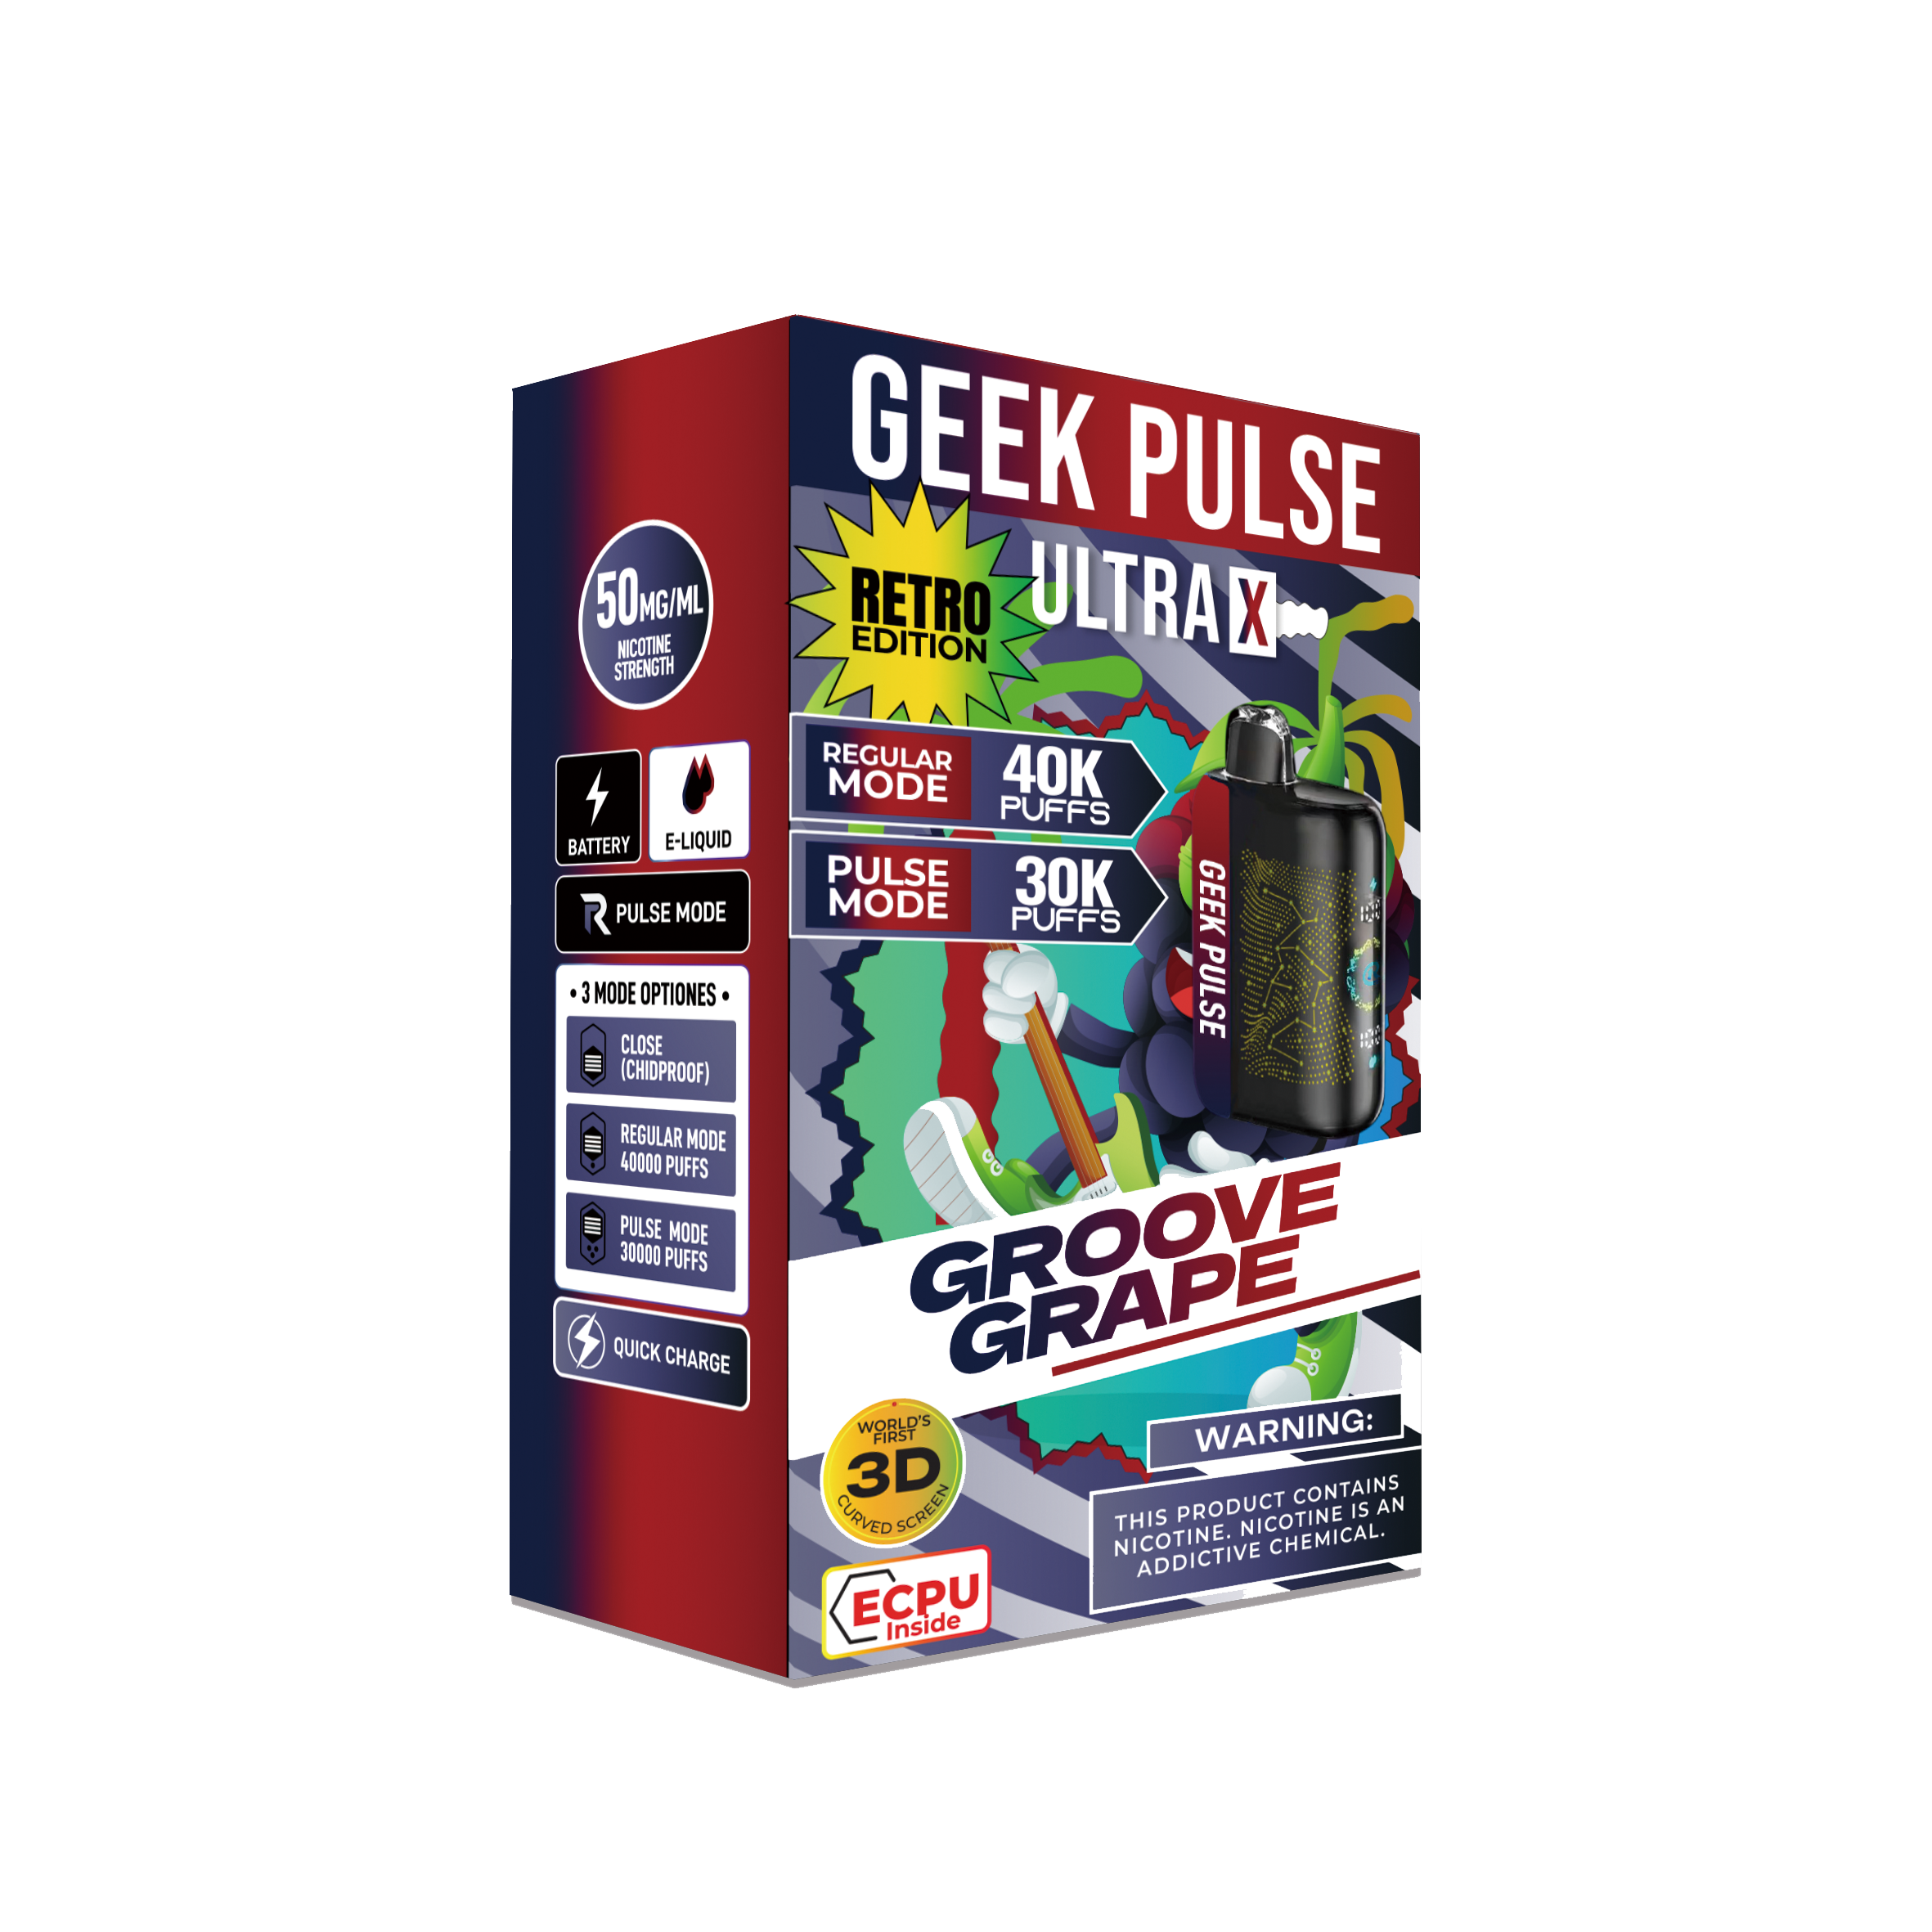 GEEK PULSE
ULTRA X
RETRO
EDITION
REGULAR
MODE
40K
PUFFS
PULSE
MODE
30K
PUFFS
GEEK PULSE
GROOVE
GRAPE
WORLD'S
FIRST
3D
CURVED SCREEN
ECPU
Inside
WARNING:
THIS PRODUCT CONTAINS
NICOTINE. NICOTINE IS AN
ADDICTIVE CHEMICAL.
50MG/ML
NICOTINE
STRENGTH
BATTERY
E-LIQUID
PULSE MODE
• 3 MODE OPTIONES •
CLOSE
(CHIDPROOF)
REGULAR MODE
40000 PUFFS
PULSE MODE
30000 PUFFS
QUICK CHARGE